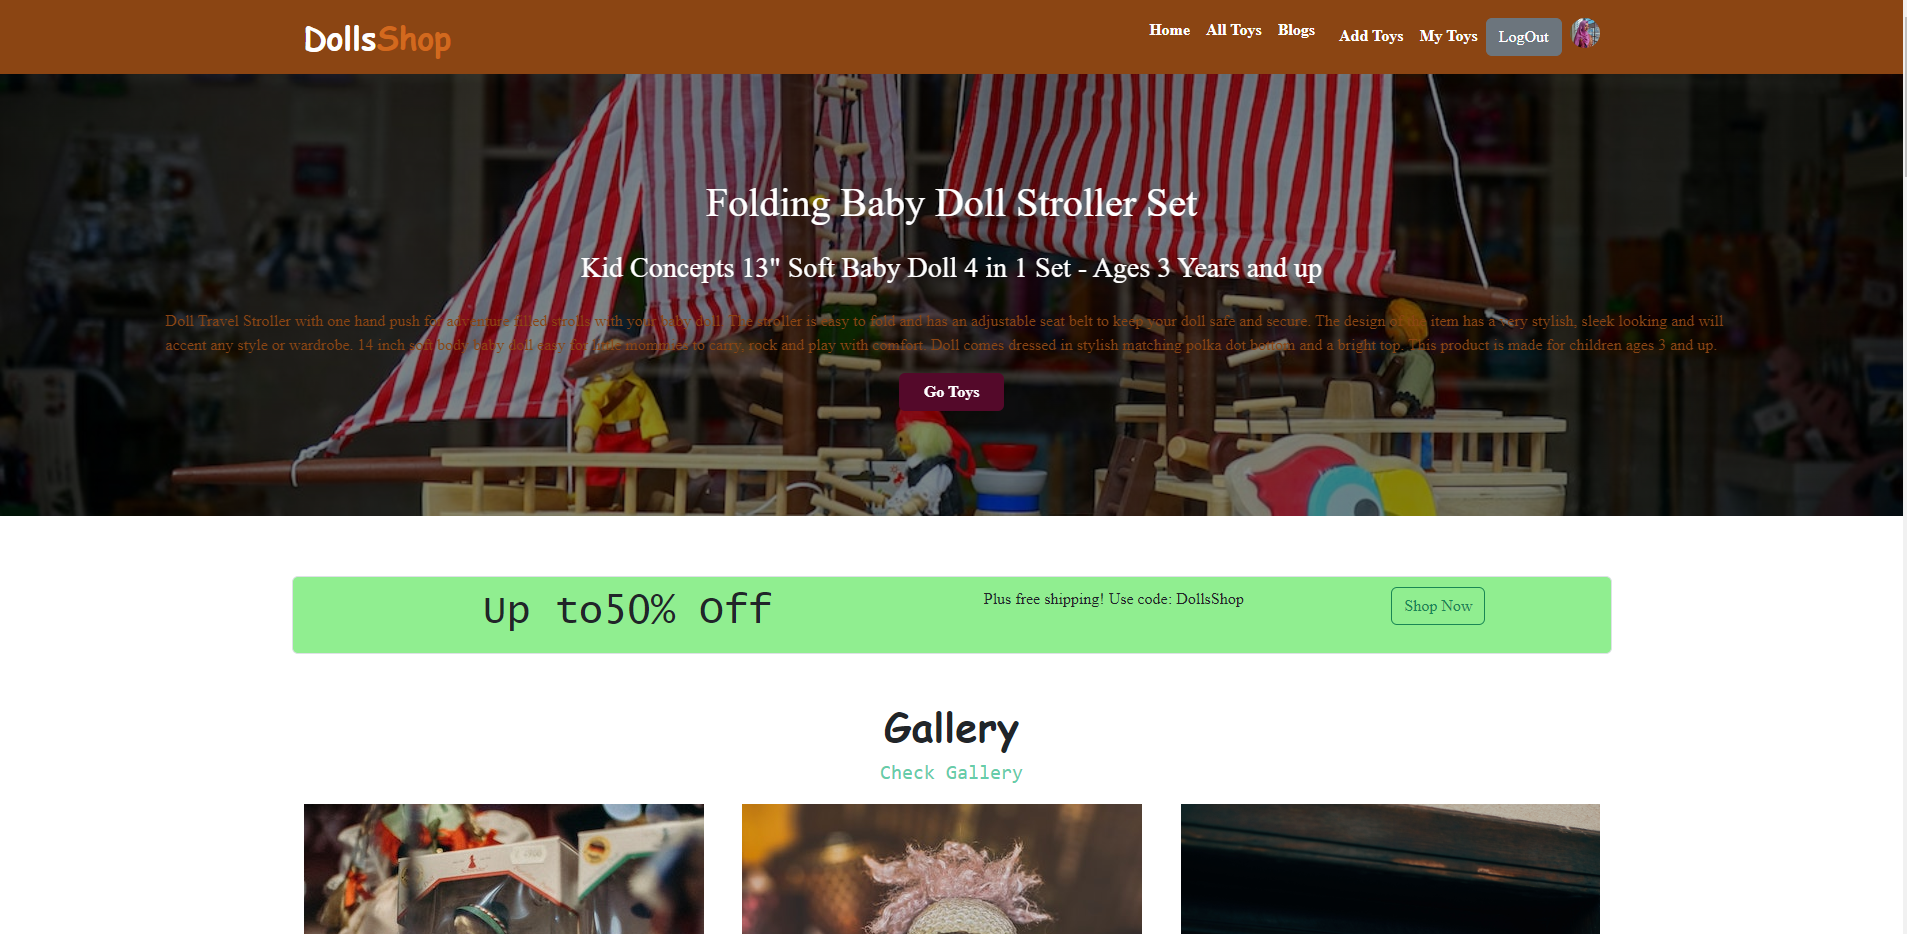 DollsShop
Home All Toys Blogs Add Toys My Toys LogOut
Folding Baby Doll Stroller Set
Kid Concepts 13" Soft Baby Doll 4 in 1 Set - Ages 3 Years and up
Doll Travel Stroller with one hand push for adventure filled strolls with your baby doll. The stroller is easy to fold and has an adjustable seat belt to keep your doll safe and secure. The design of the item has a very stylish, sleek looking and will
accent any style or wardrobe. 14 inch soft body baby doll easy for little mommies to carry, rock and play with comfort. Doll comes dressed in stylish matching polka dot bottom and a bright top. This product is made for children ages 3 and up.
Go Toys
Up to50% Off
Plus free shipping! Use code: DollsShop
Shop Now
Gallery
Check Gallery